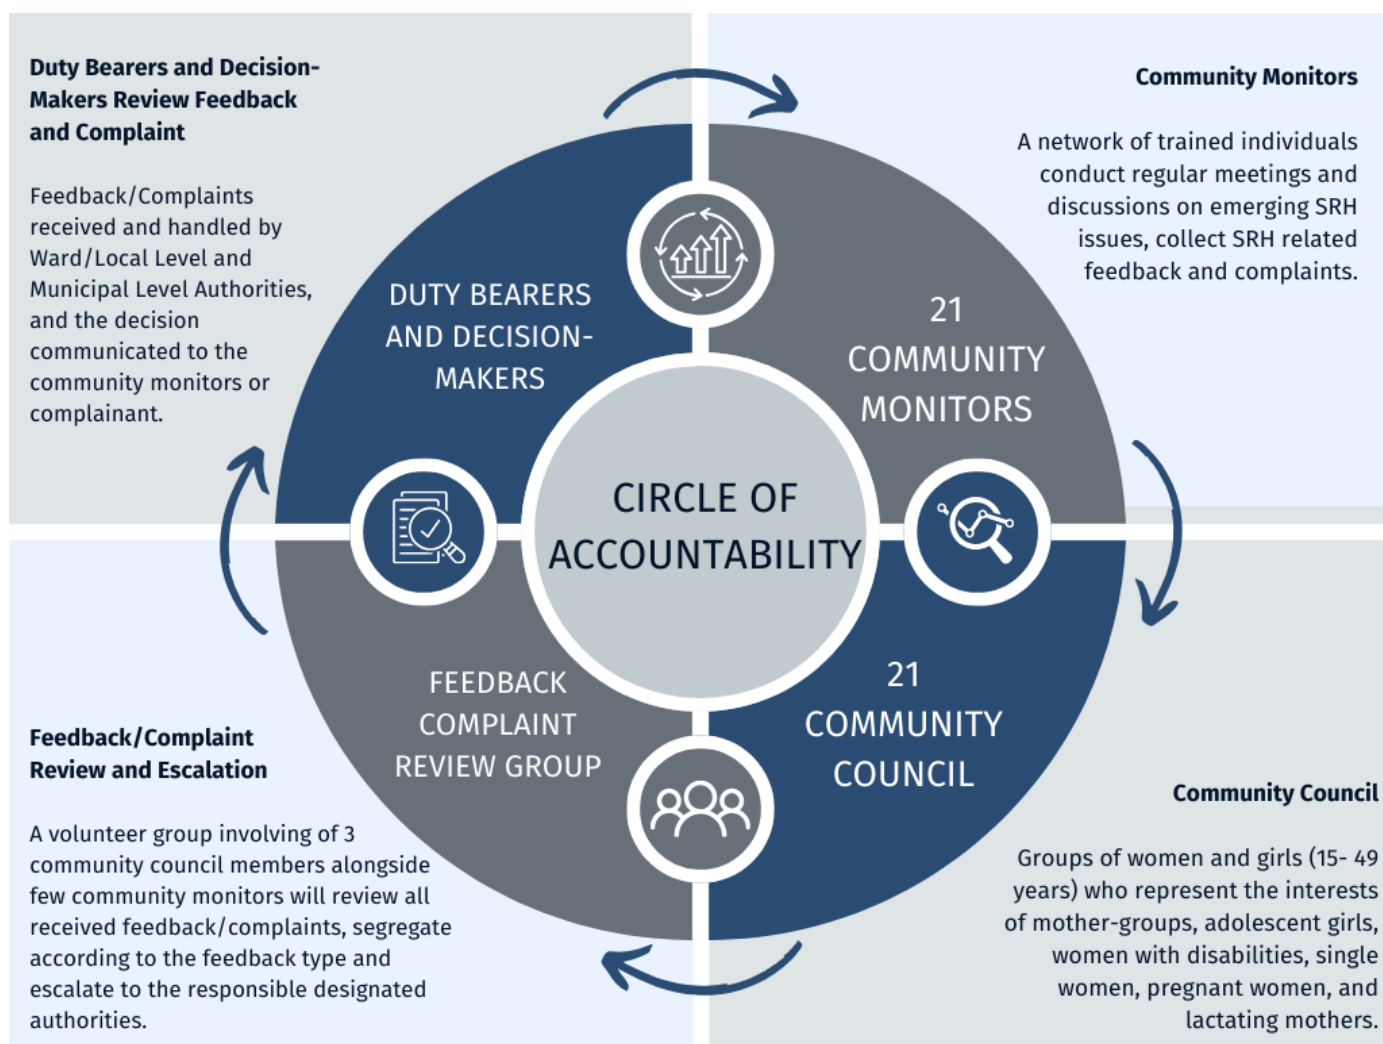 Duty Bearers and Decision-
Makers Review Feedback
and Complaint
Feedback/Complaints
received and handled by
Ward/Local Level and
Municipal Level Authorities,
and the decision
communicated to the
community monitors or
complainant.
Community Monitors
A network of trained individuals
conduct regular meetings and
discussions on emerging SRH
issues, collect SRH related
feedback and complaints.
DUTY BEARERS
AND DECISION-
MAKERS
21
COMMUNITY
MONITORS
CIRCLE OF
ACCOUNTABILITY
FEEDBACK
COMPLAINT
REVIEW GROUP
21
COMMUNITY
COUNCIL
Feedback/Complaint
Review and Escalation
A volunteer group involving of 3
community council members alongside
few community monitors will review all
received feedback/complaints, segregate
according to the feedback type and
escalate to the responsible designated
authorities.
Community Council
Groups of women and girls (15- 49
years) who represent the interests
of mother-groups, adolescent girls,
women with disabilities, single
women, pregnant women, and
lactating mothers.